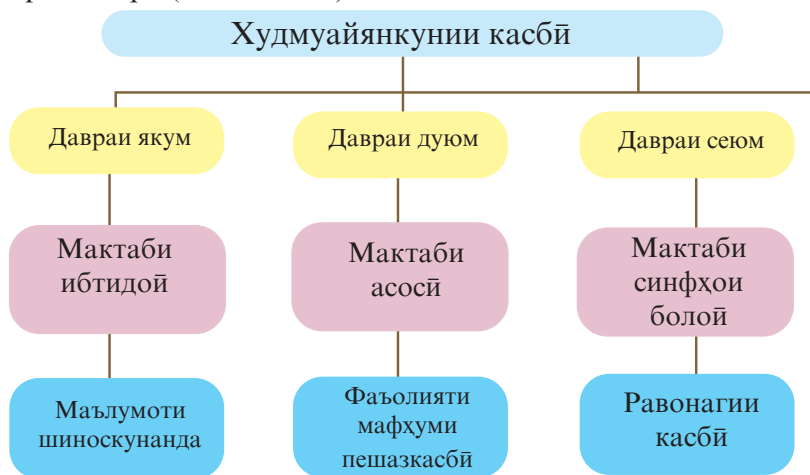 Худмуайянкунии касбӣ
Давраи якум
Давраи дуюм
Давраи сеюм
Мактаби
ибтидоӣ
Мактаби
асосӣ
Мактаби
синфҳои
болоӣ
Маълумоти
шиноскунанда
Фаъолияти
мафҳуми
пешазкасбӣ
Равонагии
касбӣ